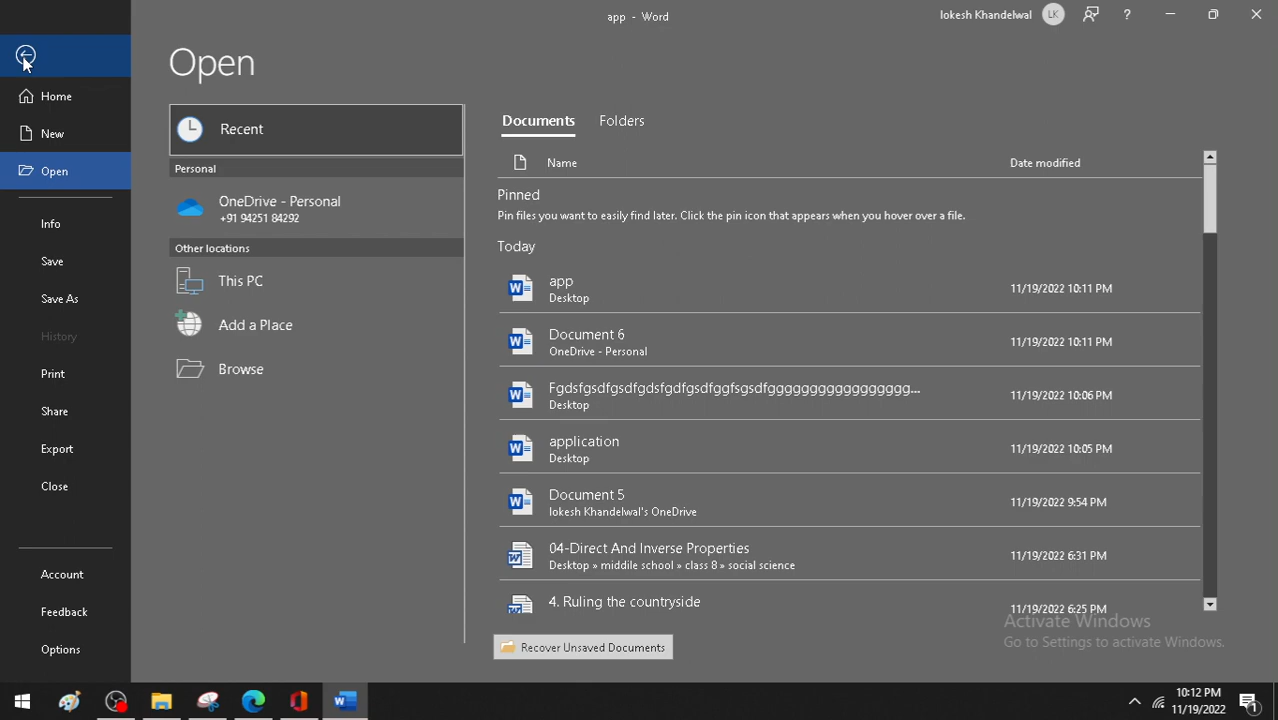 app - Word
lokesh Khandelwal
LK
?
Open
Home
New
Open
Info
Save
Save As
History
Print
Share
Export
Close
Account
Feedback
Options
Recent
Personal
OneDrive - Personal
+91 94251 84292
Other locations
This PC
Add a Place
Browse
Documents Folders
Name Date modified
Pinned
Pin files you want to easily find later. Click the pin icon that appears when you hover over a file.
Today
app 11/19/2022 10:11 PM
Desktop
Document 6 11/19/2022 10:11 PM
OneDrive - Personal
11/19/2022 10:06 PM
Desktop
application 11/19/2022 10:05 PM
Desktop
Document 5 11/19/2022 9:54 PM
lokesh Khandelwal's OneDrive
04-Direct And Inverse Properties 11/19/2022 6:31 PM
Desktop » middle school » class 8 » social science
4. Ruling the countryside 11/19/2022 6:25 PM
Recover Unsaved Documents
Activate Windows
Go to Settings to activate Windows.
10:12 PM
11/19/2022
1